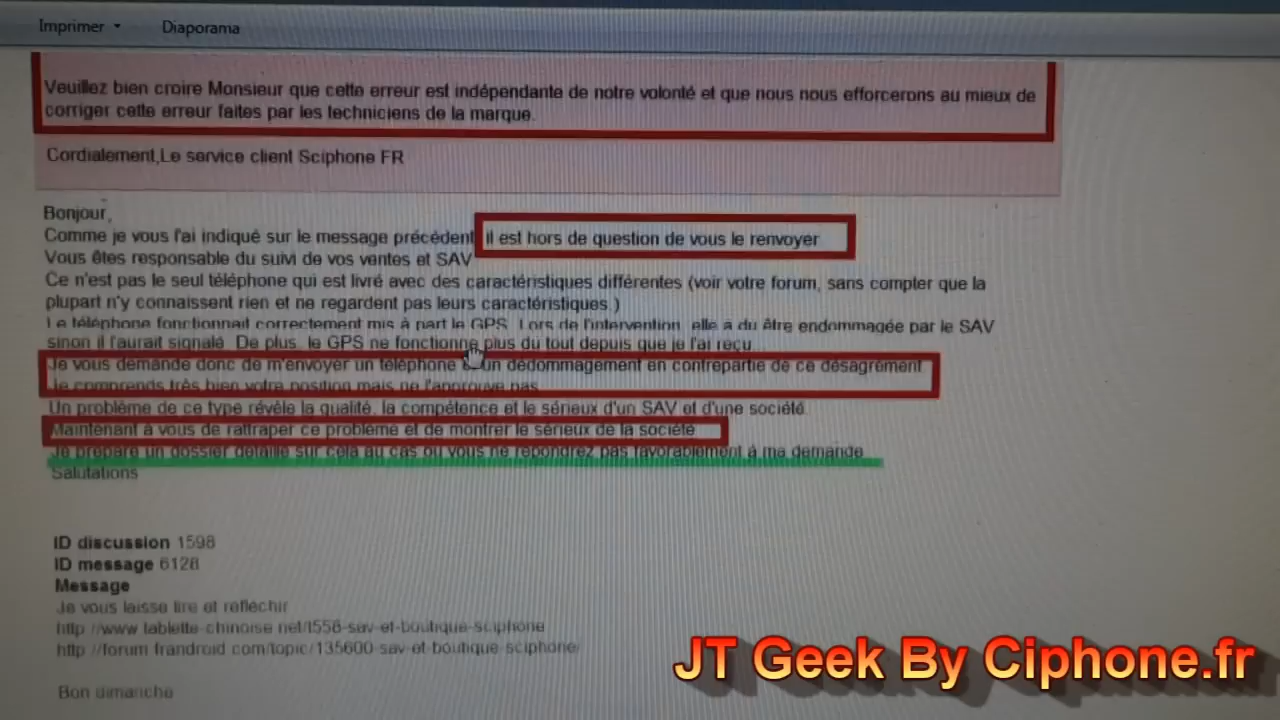 Imprimer Diaporama
Veuillez bien croire Monsieur que cette erreur est indépendante de notre volonté et que nous nous efforcerons au mieux de
corriger cette erreur faites par les techniciens de la marque.
Cordialement,Le service client Sciphone FR
Bonjour,
Comme je vous l'ai indiqué sur le message précédent, il est hors de question de vous le renvoyer
Vous êtes responsable du suivi de vos ventes et SAV
Ce n'est pas le seul téléphone qui est livré avec des caractéristiques différentes (voir votre forum, sans compter que la
plupart n'y connaissent rien et ne regardent pas leurs caractéristiques.)
Le téléphone fonctionnait correctement mis à part le GPS. Lors de l'intervention, elle a du être endommagée par le SAV
sinon il l'aurait signalé. De plus, le GPS ne fonctionne plus du tout depuis que je l'ai reçu...
Je vous demande donc de m'envoyer un téléphone un dédommagement en contrepartie de ce désagrément.
Je comprends très bien votre position mais ne l'approuve pas.
Un problème de ce type révèle la qualité, la compétence et le sérieux d'un SAV et d'une société.
Maintenant à vous de rattraper ce problème et de montrer le sérieux de la société.
Je prépare un dossier détaillé sur cela au cas ou vous ne répondrez pas favorablement à ma demande
Salutations
ID discussion 1598
ID message 6128
Message
Je vous laisse lire et réfléchir
http://www.tablette-chinoise.net/t558-sav-et-boutique-sciphone
http://forum.frandroid.com/topic/135600-sav-et-boutique-sciphone/
Bon dimanche
JT Geek By Ciphone.fr